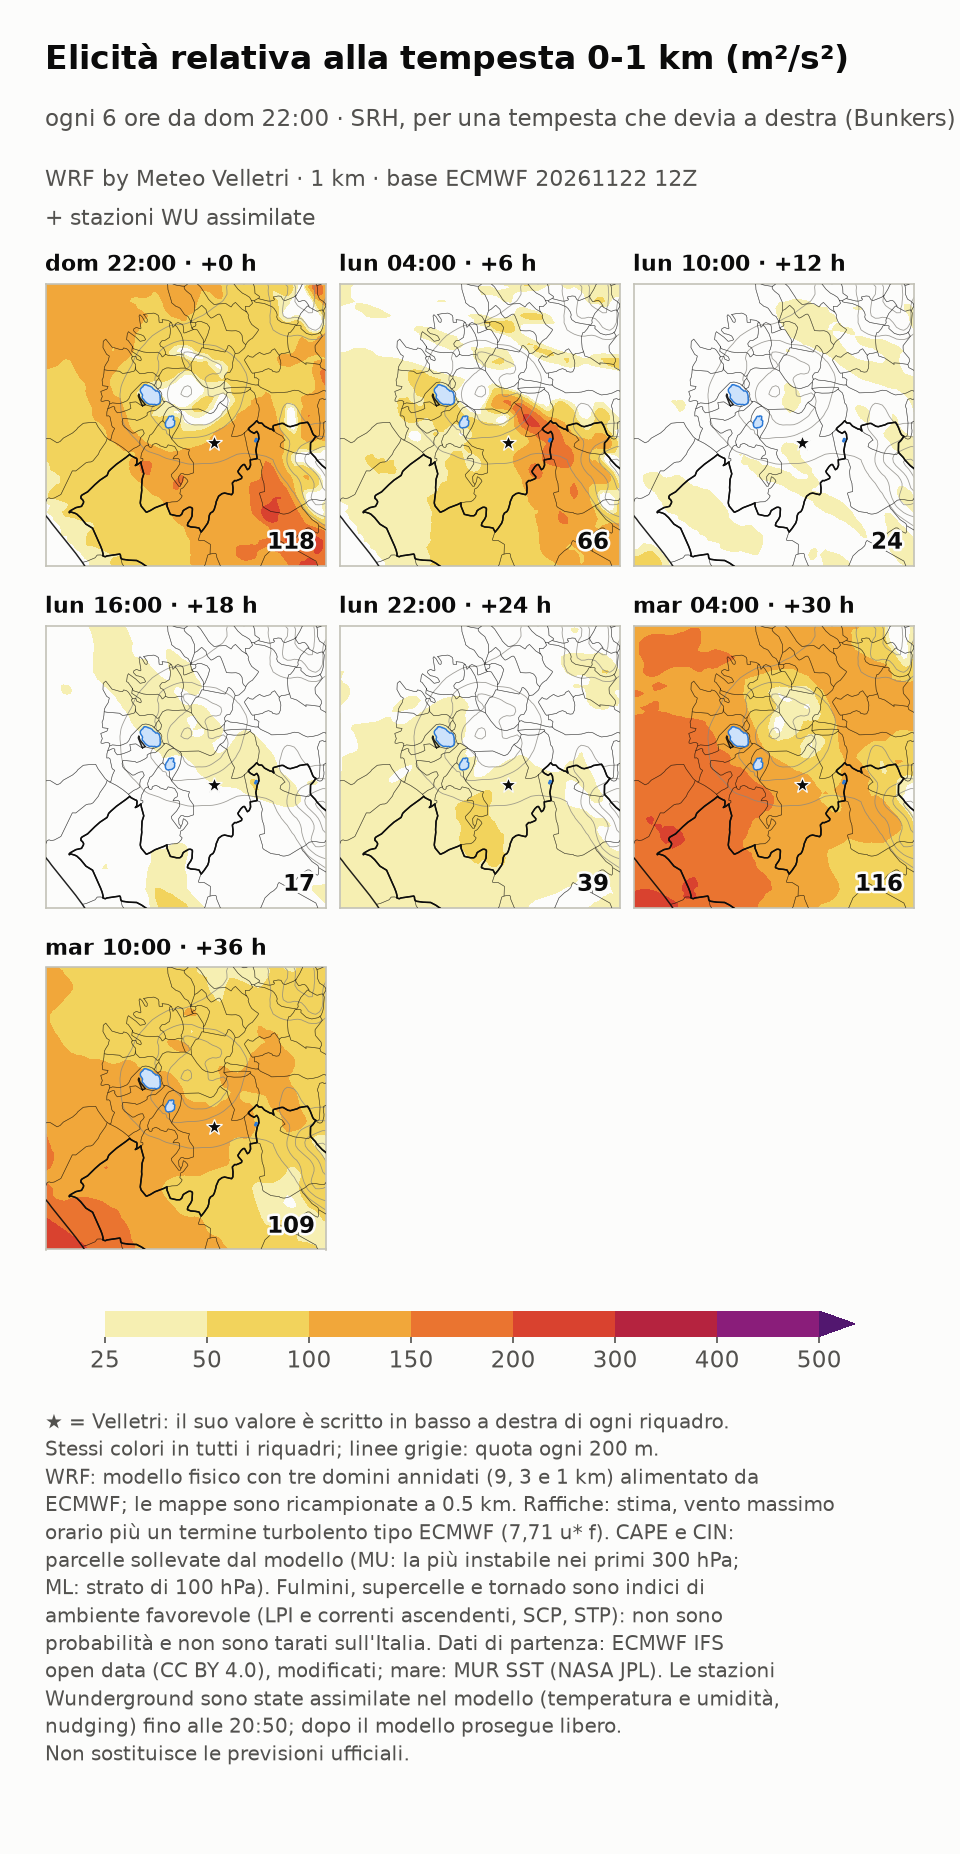 Elicità relativa alla tempesta 0-1 km (m²/s²)
ogni 6 ore da dom 22:00 · SRH, per una tempesta che devia a destra (Bunkers)
WRF by Meteo Velletri · 1 km · base ECMWF 20261122 12Z
+ stazioni WU assimilate
dom 22:00 · +0 h
lun 04:00 · +6 h
lun 10:00 · +12 h
118
66
24
lun 16:00 · +18 h
lun 22:00 · +24 h
mar 04:00 · +30 h
17
39
116
mar 10:00 · +36 h
109
25 50 100 150 200 300 400 500
★ = Velletri: il suo valore è scritto in basso a destra di ogni riquadro.
Stessi colori in tutti i riquadri; linee grigie: quota ogni 200 m.
WRF: modello fisico con tre domini annidati (9, 3 e 1 km) alimentato da
ECMWF; le mappe sono ricampionate a 0.5 km. Raffiche: stima, vento massimo
orario più un termine turbolento tipo ECMWF (7,71 u* f). CAPE e CIN:
parcelle sollevate dal modello (MU: la più instabile nei primi 300 hPa;
ML: strato di 100 hPa). Fulmini, supercelle e tornado sono indici di
ambiente favorevole (LPI e correnti ascendenti, SCP, STP): non sono
probabilità e non sono tarati sull'Italia. Dati di partenza: ECMWF IFS
open data (CC BY 4.0), modificati; mare: MUR SST (NASA JPL). Le stazioni
Wunderground sono state assimilate nel modello (temperatura e umidità,
nudging) fino alle 20:50; dopo il modello prosegue libero.
Non sostituisce le previsioni ufficiali.